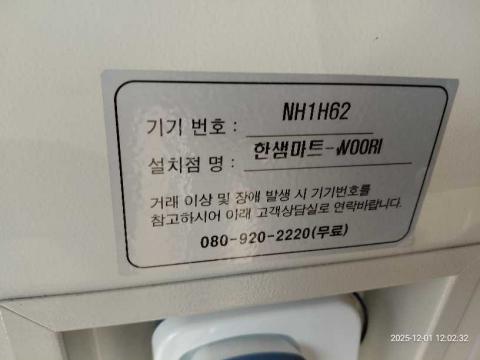 기기 번호 : NH1H62
설치점 명 : 한샘마트-WOORI
거래 이상 및 장애 발생 시 기기번호를
참고하시어 아래 고객상담실로 연락바랍니다.
080-920-2220(무료)
2025-12-01 12:02:32